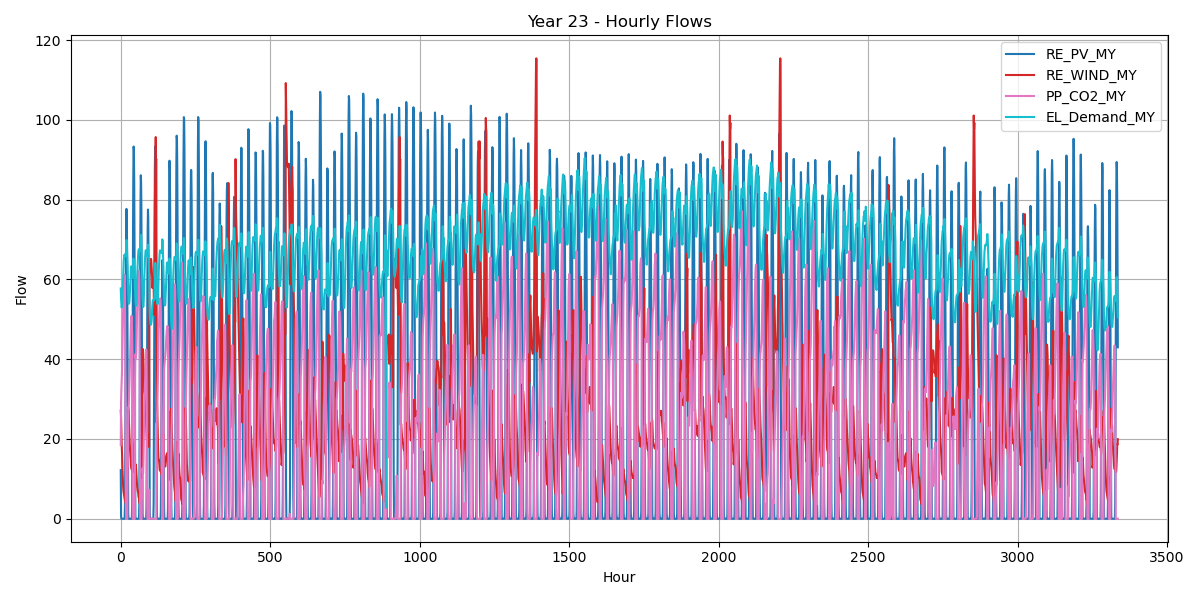 Year 23 - Hourly Flows
120
100
80
60
40
20
0
Flow
RE_PV_MY
RE_WIND_MY
PP_CO2_MY
EL_Demand_MY
0 500 1000 1500 2000 2500 3000 3500
Hour